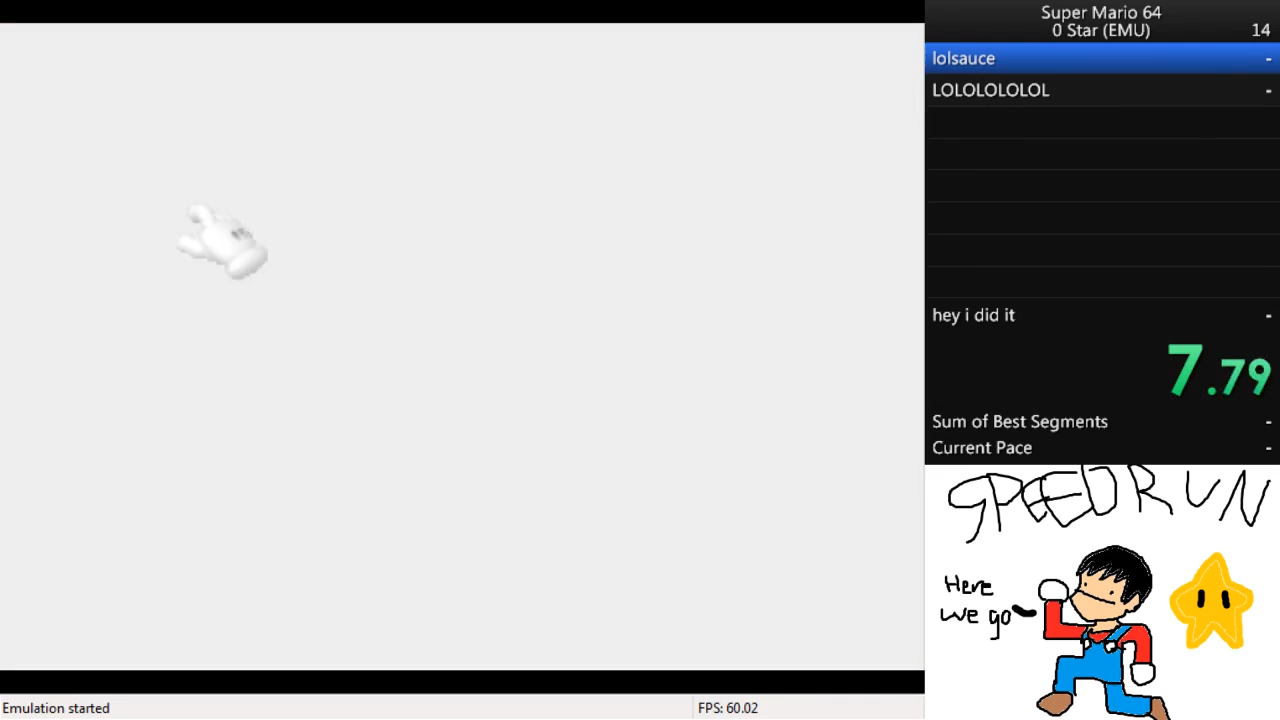 Super Mario 64
0 Star (EMU) 14
lolsauce -
LOLOLOLOLOL -
hey i did it -
7.79
Sum of Best Segments -
Current Pace -
SPEEDRUN
Here
we go
Emulation started FPS: 60.02